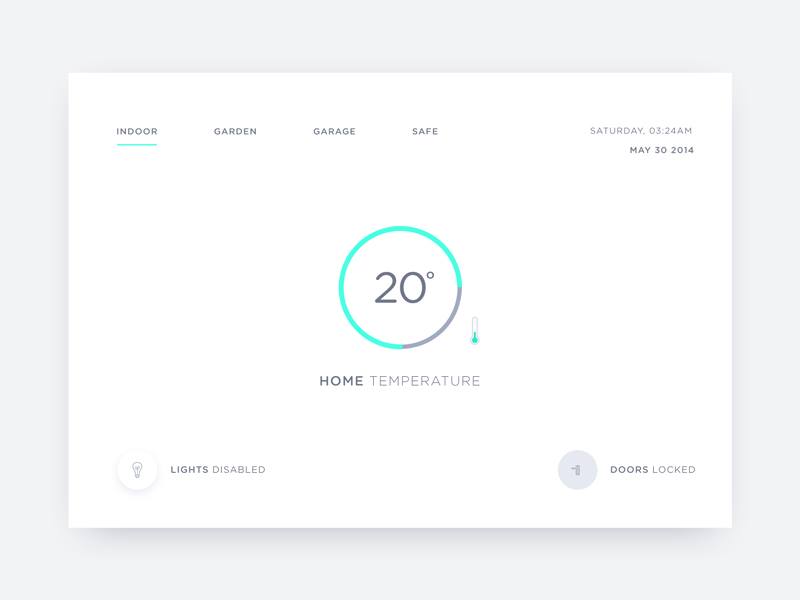 INDOOR GARDEN GARAGE SAFE
SATURDAY, 03:24AM
MAY 30 2014
20°
HOME TEMPERATURE
LIGHTS DISABLED
DOORS LOCKED